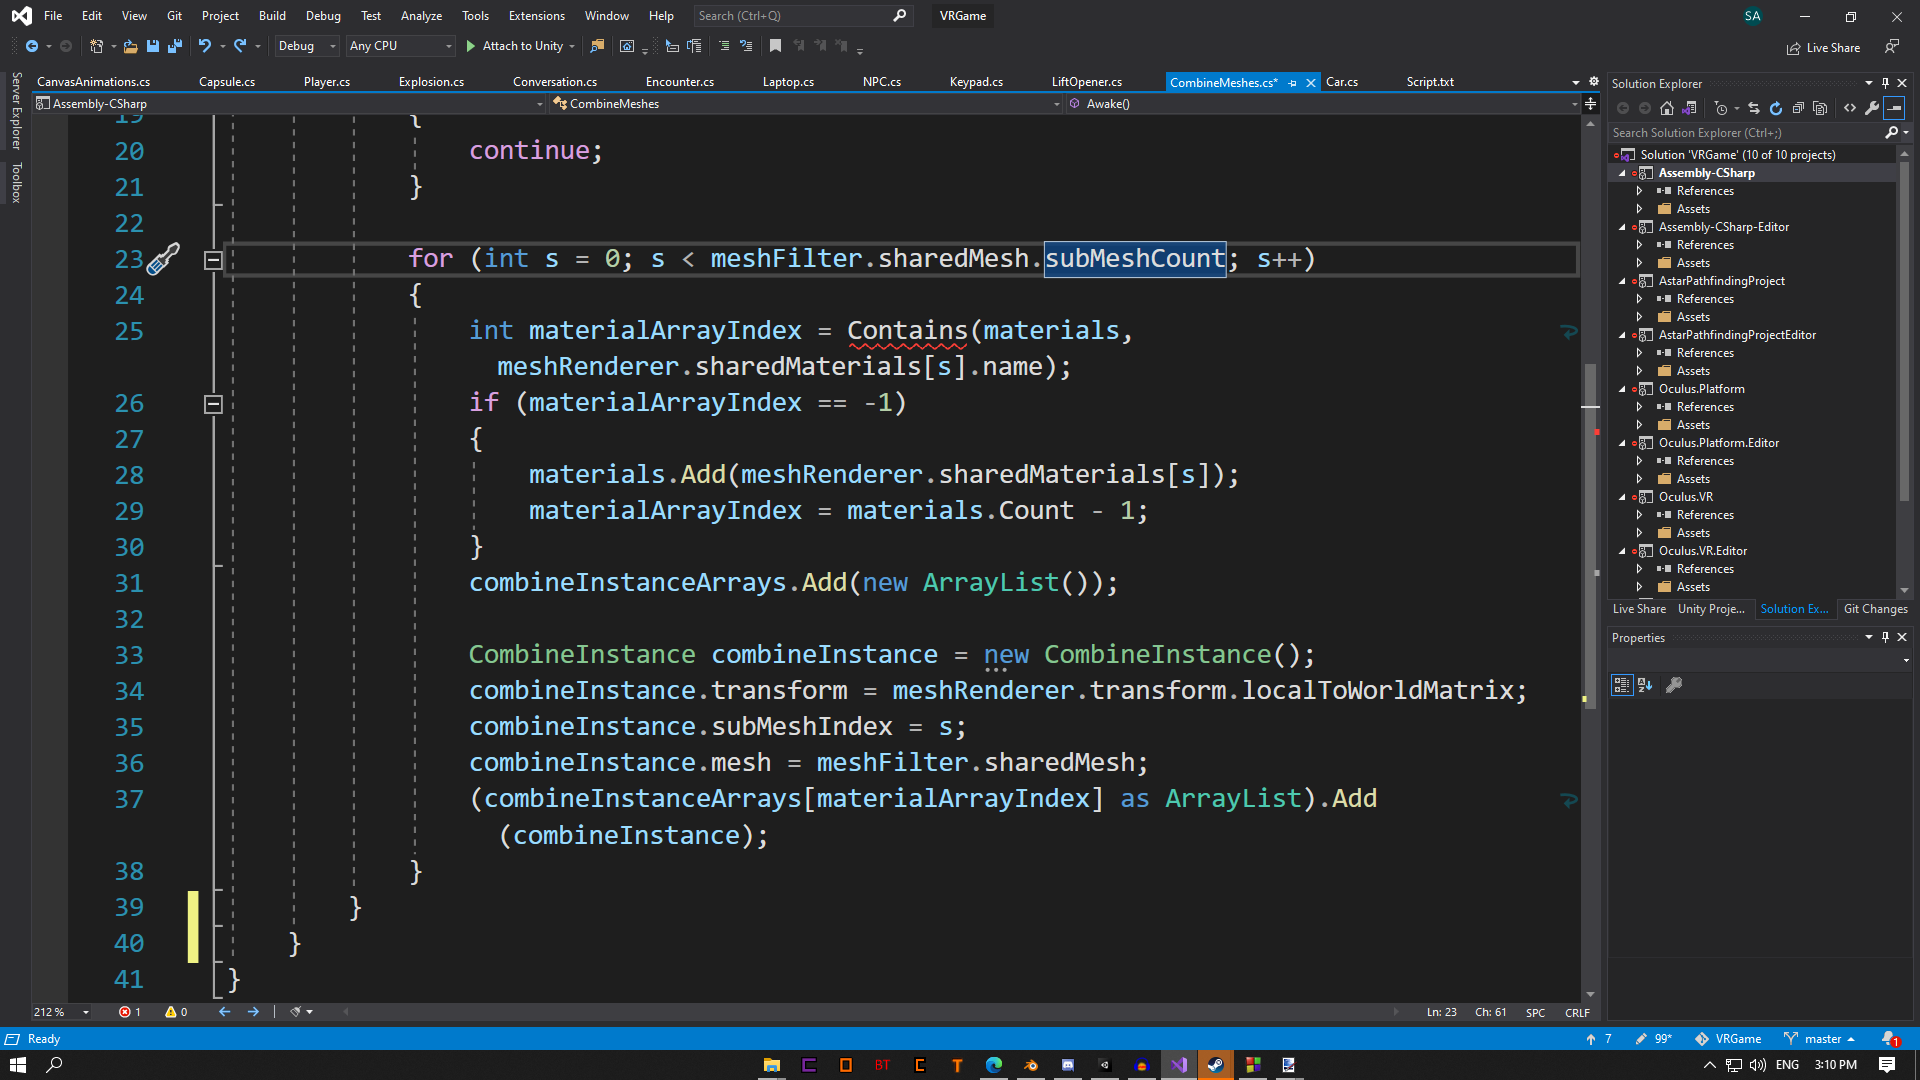 File Edit View Git Project Build Debug Test Analyze Tools Extensions Window Help Search (Ctrl+Q) VRGame SA
Debug Any CPU Attach to Unity Live Share
CanvasAnimations.cs Capsule.cs Player.cs Explosion.cs Conversation.cs Encounter.cs Laptop.cs NPC.cs Keypad.cs LiftOpener.cs CombineMeshes.cs* Car.cs Script.txt
Assembly-CSharp CombineMeshes Awake()
Server Explorer
Toolbox
19 {
20 continue;
21 }
22
23 for (int s = 0; s < meshFilter.sharedMesh.subMeshCount; s++)
24 {
25 int materialArrayIndex = Contains(materials,
meshRenderer.sharedMaterials[s].name);
26 if (materialArrayIndex == -1)
27 {
28 materials.Add(meshRenderer.sharedMaterials[s]);
29 materialArrayIndex = materials.Count - 1;
30 }
31 combineInstanceArrays.Add(new ArrayList());
32
33 CombineInstance combineInstance = new CombineInstance();
34 combineInstance.transform = meshRenderer.transform.localToWorldMatrix;
35 combineInstance.subMeshIndex = s;
36 combineInstance.mesh = meshFilter.sharedMesh;
37 (combineInstanceArrays[materialArrayIndex] as ArrayList).Add
(combineInstance);
38 }
39 }
40 }
41 }
212 % 1 0 Ln: 23 Ch: 61 SPC CRLF
Solution Explorer
Search Solution Explorer (Ctrl+;)
Solution 'VRGame' (10 of 10 projects)
Assembly-CSharp
References
Assets
Assembly-CSharp-Editor
References
Assets
AstarPathfindingProject
References
Assets
AstarPathfindingProjectEditor
References
Assets
Oculus.Platform
References
Assets
Oculus.Platform.Editor
References
Assets
Oculus.VR
References
Assets
Oculus.VR.Editor
References
Assets
Live Share Unity Proje... Solution Ex... Git Changes
Properties
Ready 7 99* VRGame master 1
BT T ENG 3:10 PM